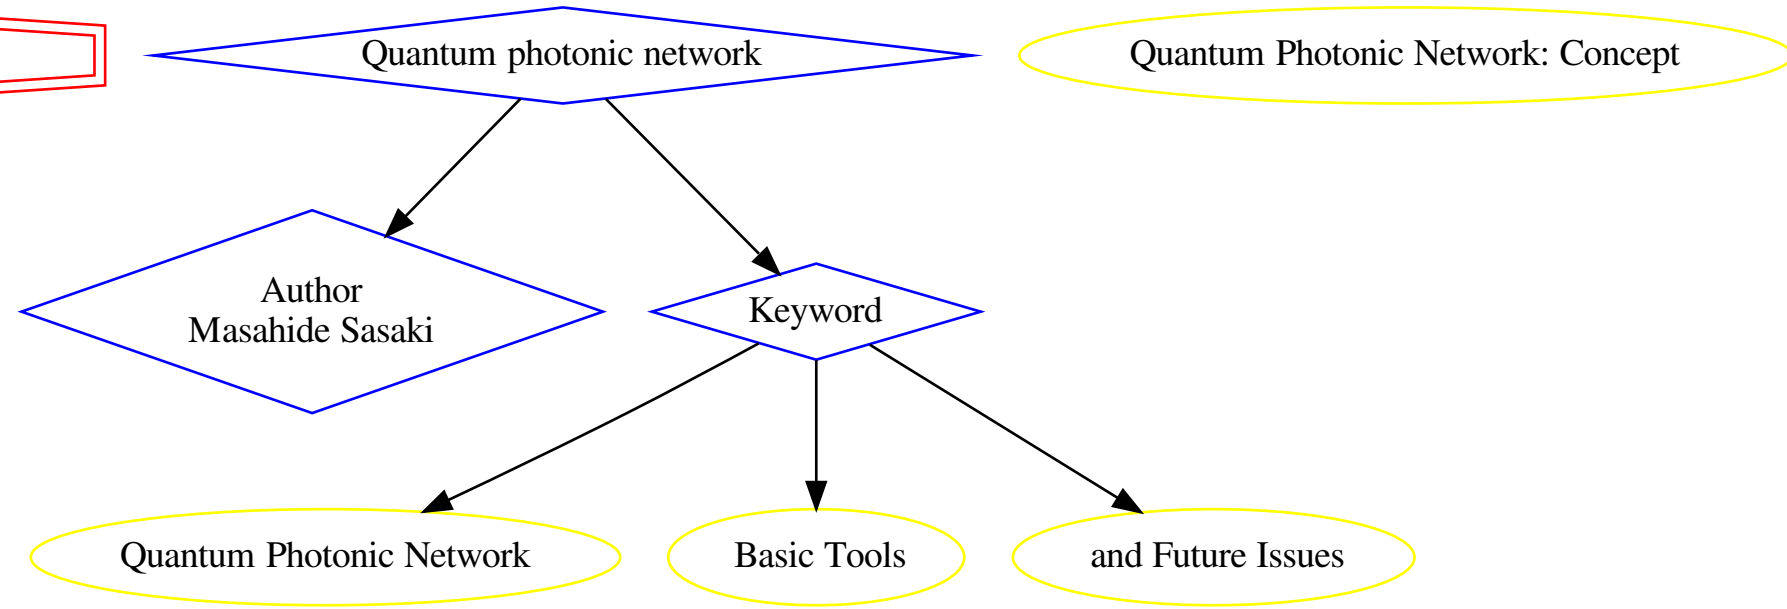 Quantum photonic network
Quantum Photonic Network: Concept
Author
Masahide Sasaki
Keyword
Quantum Photonic Network
Basic Tools
and Future Issues